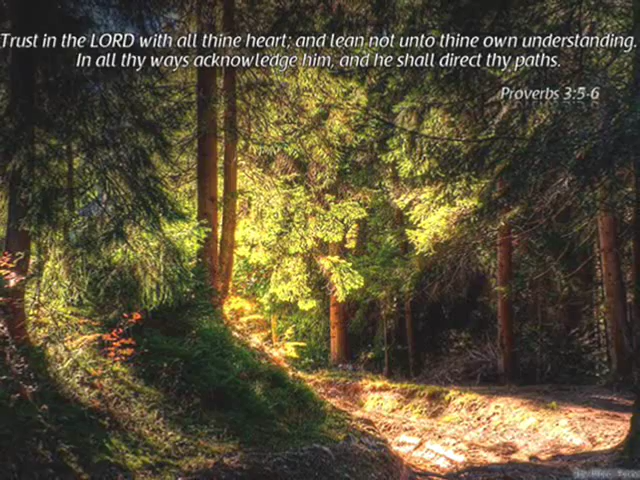 Trust in the LORD with all thine heart; and lean not unto thine own understanding.
In all thy ways acknowledge him, and he shall direct thy paths.
Proverbs 3:5-6